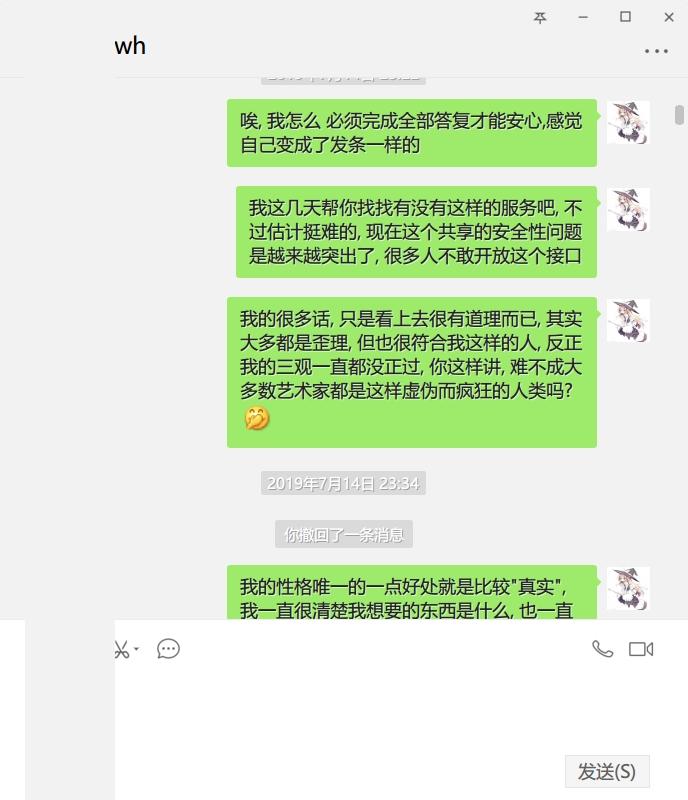 wh
唉, 我怎么 必须完成全部答复才能安心,感觉
自己变成了发条一样的
我这几天帮你找找有没有这样的服务吧, 不
过估计挺难的, 现在这个共享的安全性问题
是越来越突出了, 很多人不敢开放这个接口
我的很多话, 只是看上去很有道理而已, 其实
大多都是歪理, 但也很符合我这样的人, 反正
我的三观一直都没正过, 你这样讲, 难不成大
多数艺术家都是这样虚伪而疯狂的人类吗?
2019年7月14日 23:34
你撤回了一条消息
我的性格唯一的一点好处就是比较"真实",
我一直很清楚我想要的东西是什么, 也一直
发送(S)